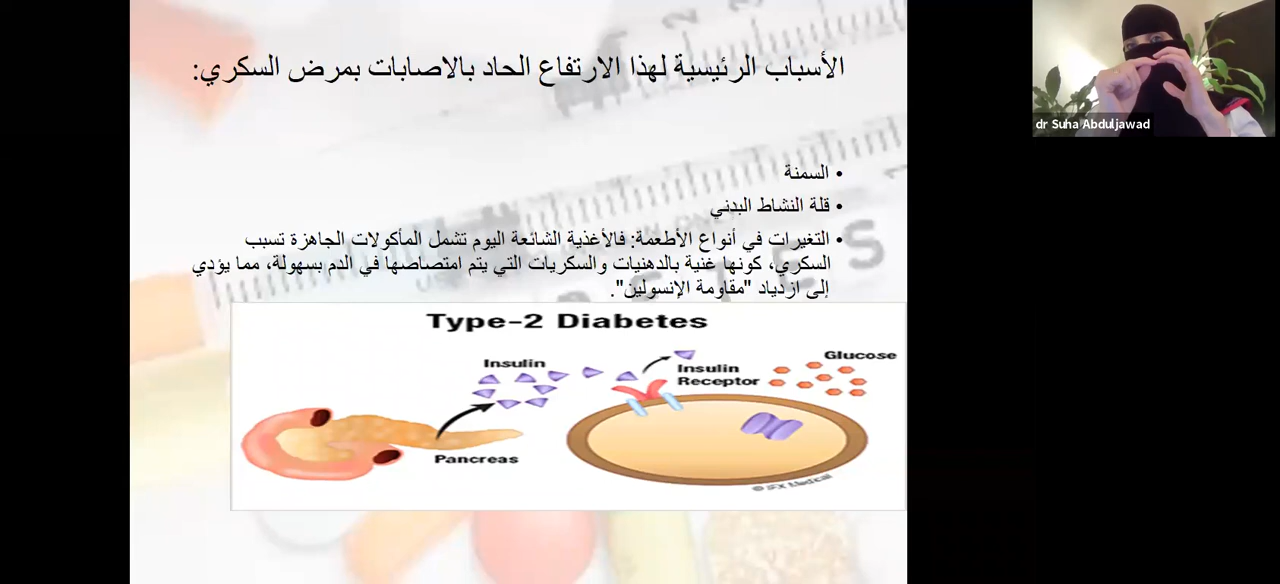 الأسباب الرئيسية لهذا الارتفاع الحاد بالاصابات بمرض السكري:
• السمنة
• قلة النشاط البدني
• التغيرات في أنواع الأطعمة: فالأغذية الشائعة اليوم تشمل المأكولات الجاهزة تسبب
السكري، كونها غنية بالدهنيات والسكريات التي يتم امتصاصها في الدم بسهولة، مما يؤدي
إلى ازدياد "مقاومة الإنسولين".
Type-2 Diabetes
Insulin
Insulin
Receptor
Glucose
Pancreas
dr Suha Abduljawad